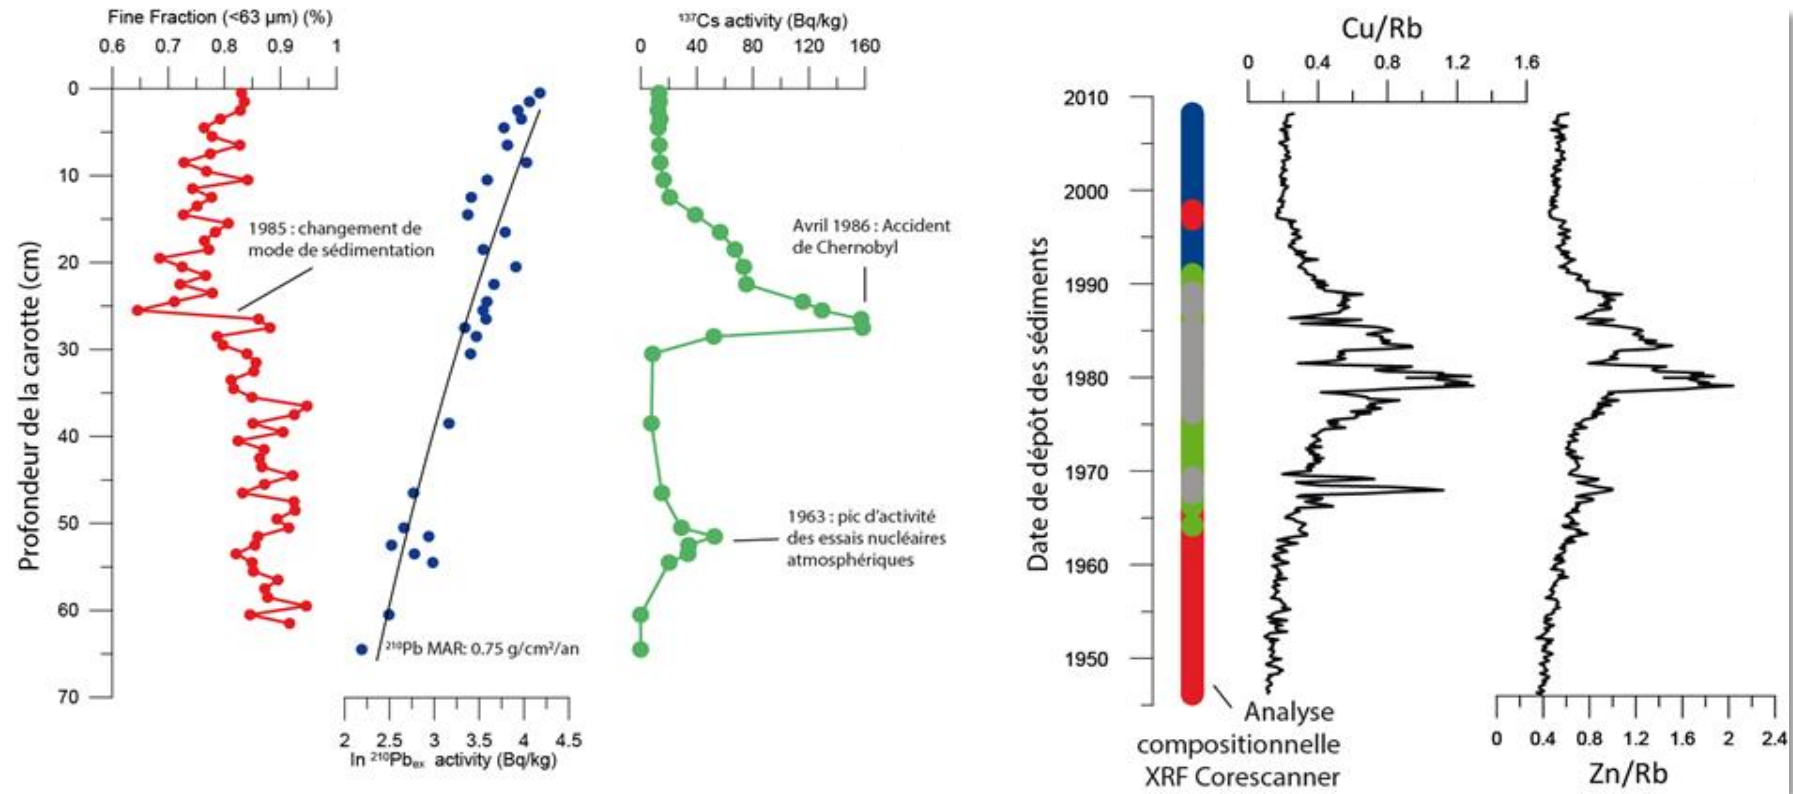 Fine Fraction (<63 µm) (%)
0.6 0.7 0.8 0.9 1
¹³⁷Cs activity (Bq/kg)
0 40 80 120 160
Profondeur de la carotte (cm)
0
10
20
30
40
50
60
70
1985 : changement de
mode de sédimentation
Avril 1986 : Accident
de Chernobyl
1963 : pic d'activité
des essais nucléaires
atmosphériques
²¹⁰Pb MAR: 0.75 g/cm²/an
2 2.5 3 3.5 4 4.5
ln ²¹⁰Pbₑₓ activity (Bq/kg)
Cu/Rb
0 0.4 0.8 1.2 1.6
Date de dépôt des sédiments
2010
2000
1990
1980
1970
1960
1950
Analyse
compositionnelle
XRF Corescanner
0 0.4 0.8 1.2 1.6 2 2.4
Zn/Rb